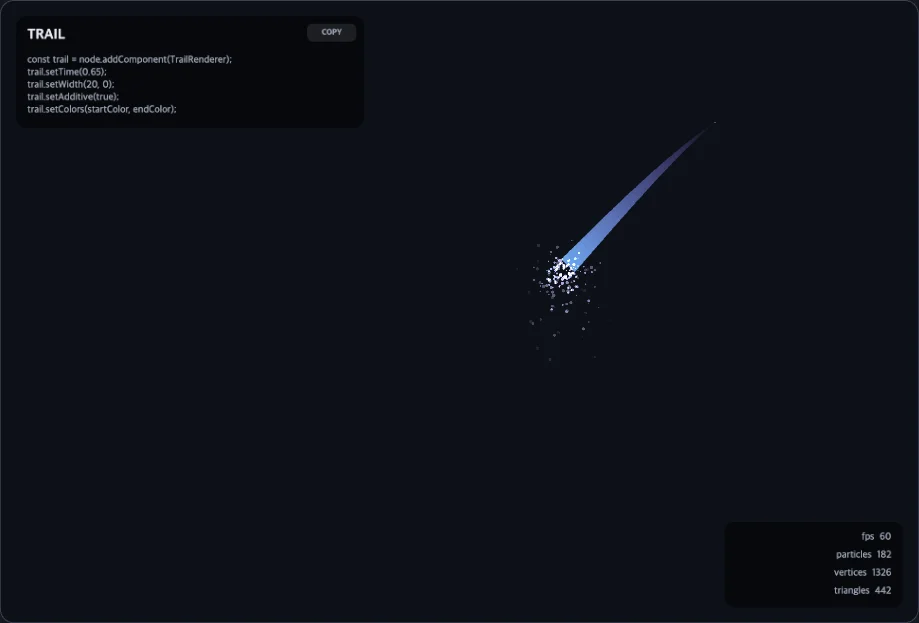 TRAIL
COPY
const trail = node.addComponent(TrailRenderer);
trail.setTime(0.65);
trail.setWidth(20, 0);
trail.setAdditive(true);
trail.setColors(startColor, endColor);
fps 60
particles 182
vertices 1326
triangles 442